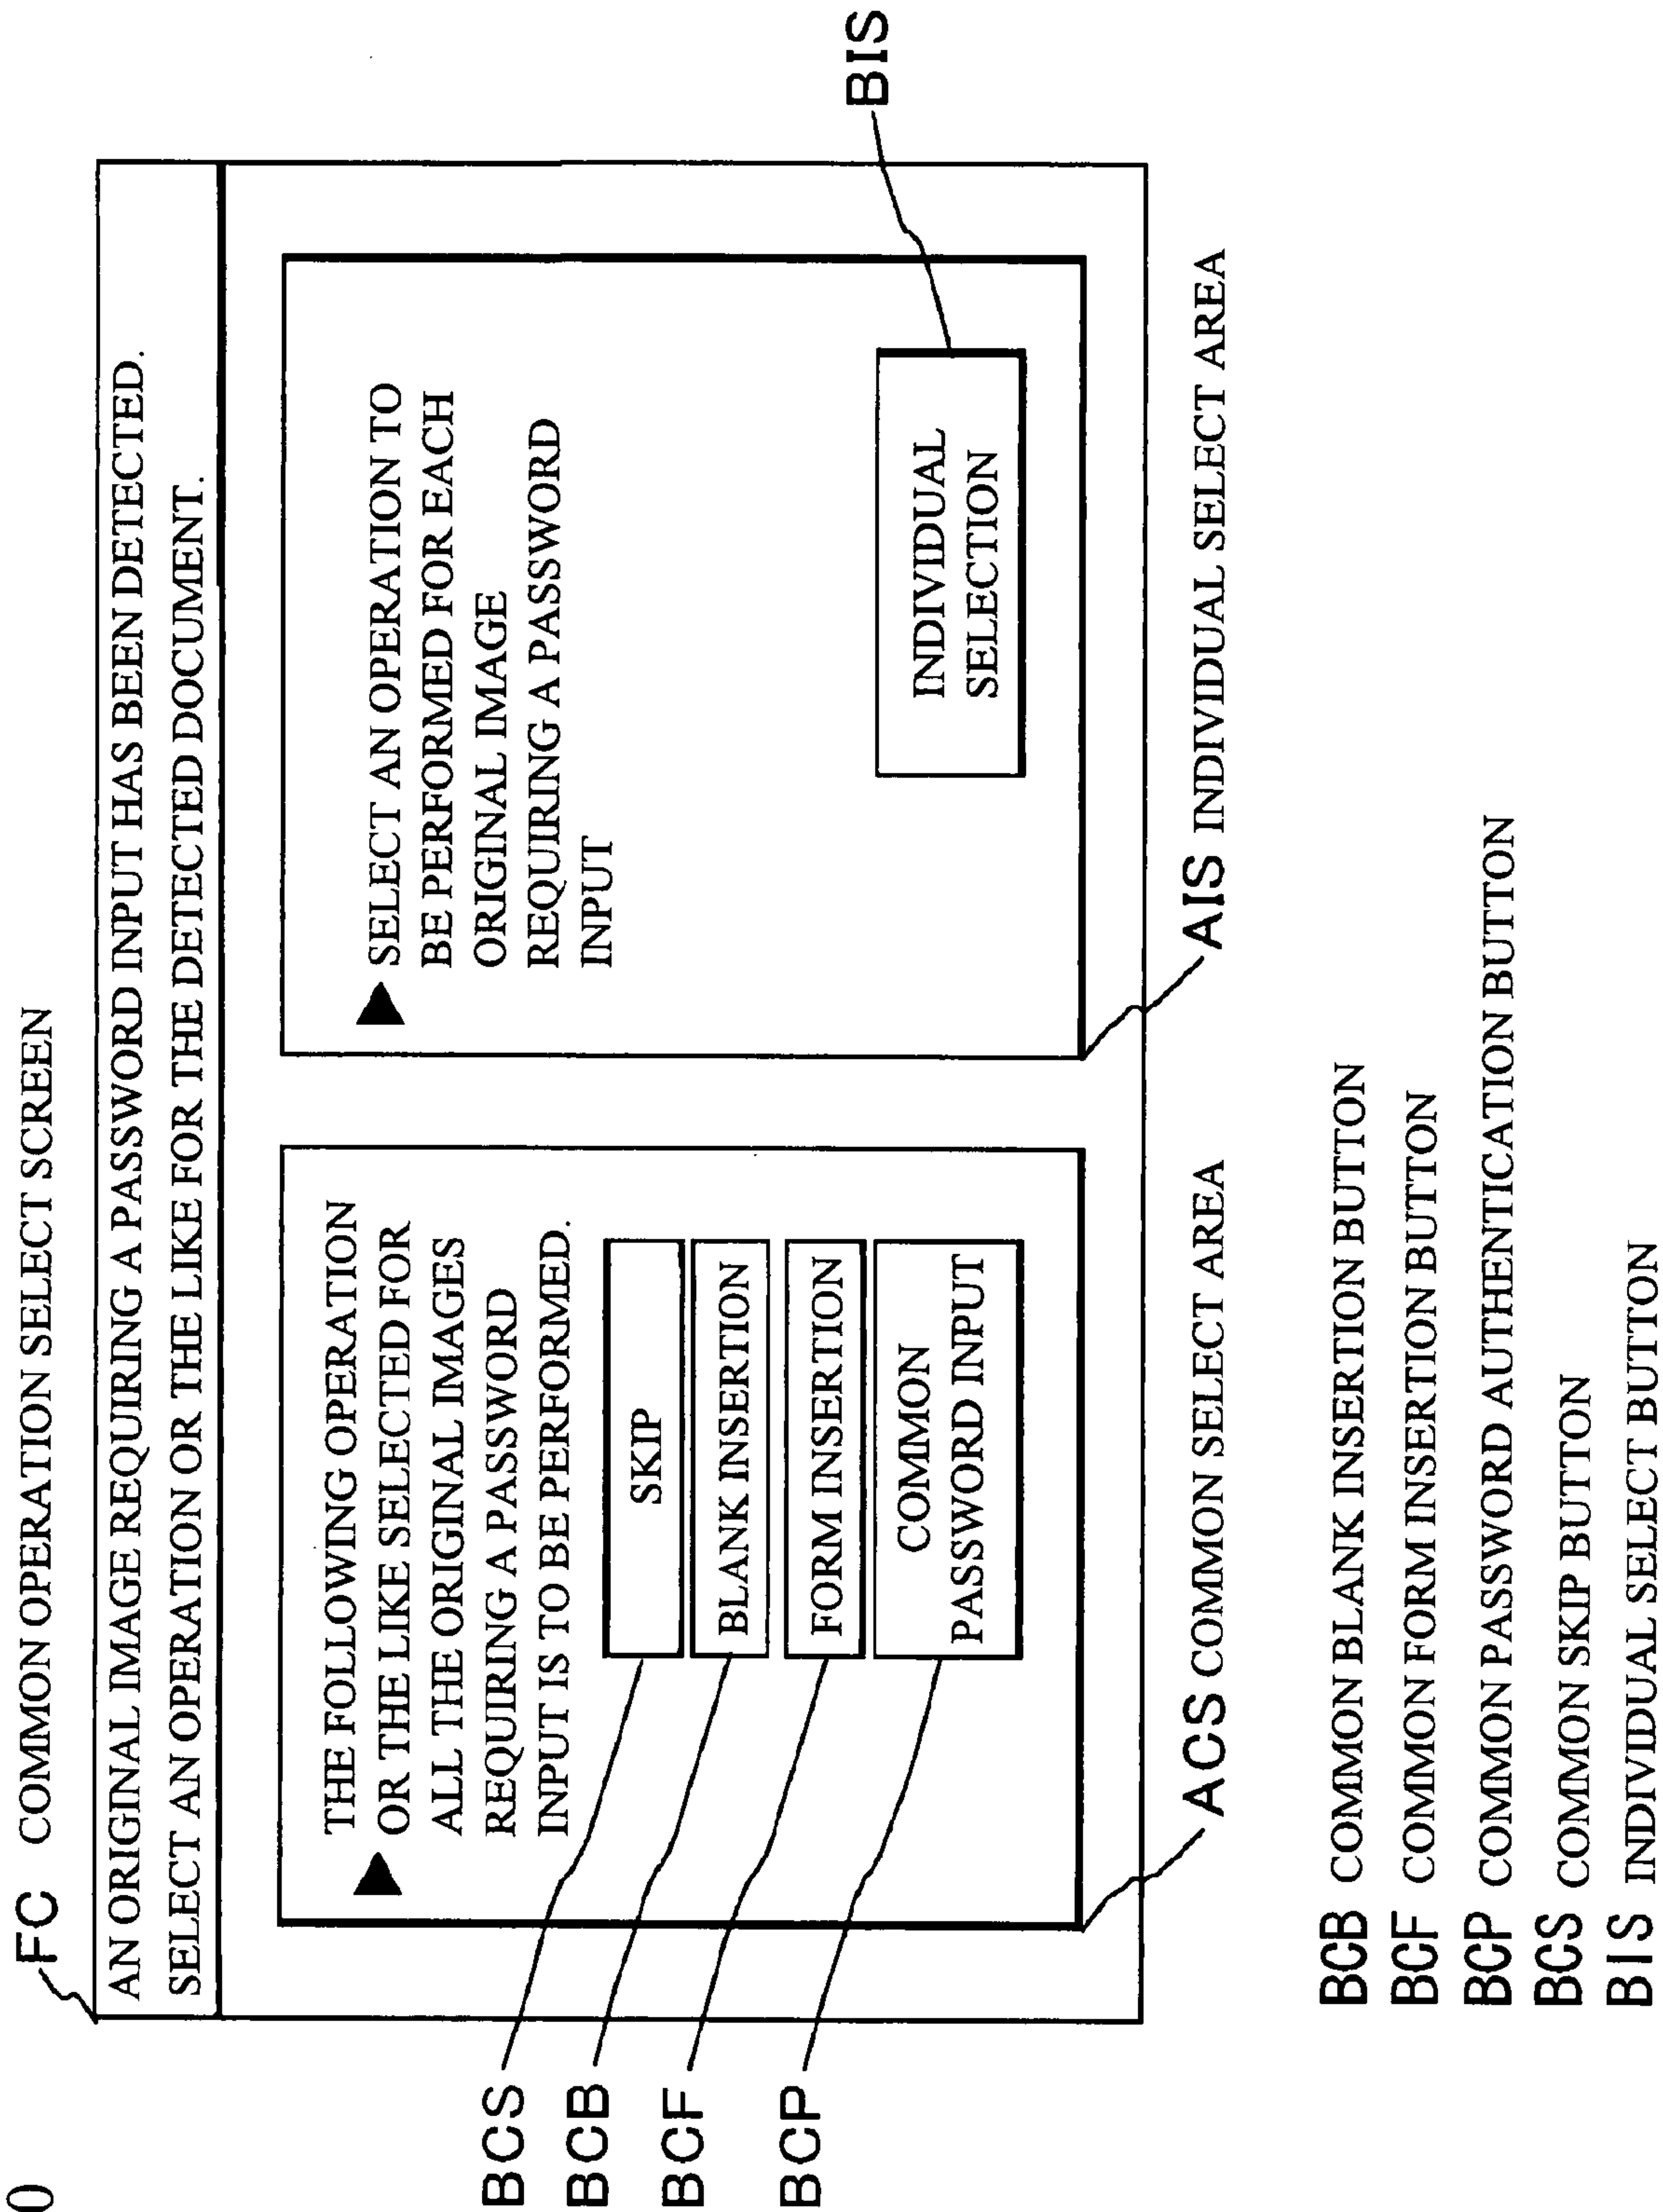 0
FC COMMON OPERATION SELECT SCREEN
AN ORIGINAL IMAGE REQUIRING A PASSWORD INPUT HAS BEEN DETECTED.
SELECT AN OPERATION OR THE LIKE FOR THE DETECTED DOCUMENT.
THE FOLLOWING OPERATION
OR THE LIKE SELECTED FOR
ALL THE ORIGINAL IMAGES
REQUIRING A PASSWORD
INPUT IS TO BE PERFORMED.
BCS
SKIP
BCB
BLANK INSERTION
BCF
FORM INSERTION
BCP
COMMON
PASSWORD INPUT
ACS COMMON SELECT AREA
SELECT AN OPERATION TO
BE PERFORMED FOR EACH
ORIGINAL IMAGE
REQUIRING A PASSWORD
INPUT
INDIVIDUAL
SELECTION
BIS
AIS INDIVIDUAL SELECT AREA
BCB COMMON BLANK INSERTION BUTTON
BCF COMMON FORM INSERTION BUTTON
BCP COMMON PASSWORD AUTHENTICATION BUTTON
BCS COMMON SKIP BUTTON
BIS INDIVIDUAL SELECT BUTTON